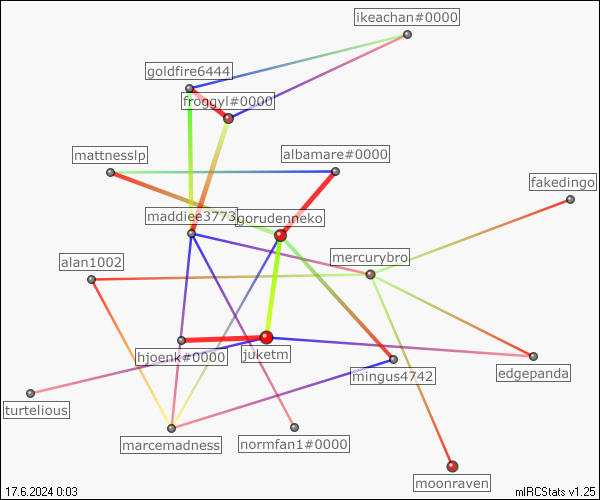 ikeachan#0000
goldfire6444
froggyl#0000
mattnesslp
albamare#0000
fakedingo
maddiee3773
gorudenneko
mercurybro
alan1002
hjoenk#0000
juketm
mingus4742
edgepanda
turtelious
marcemadness
normfan1#0000
moonraven
17.6.2024 0:03
mIRCStats v1.25